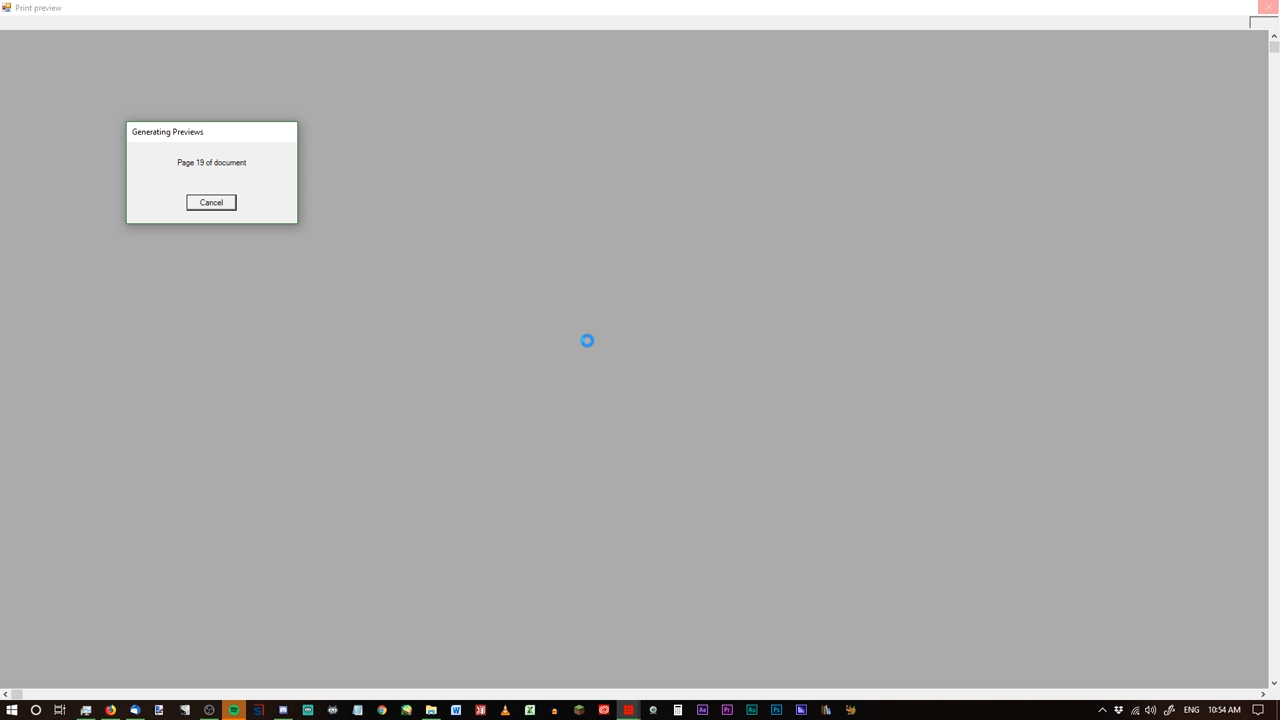 Print preview
Generating Previews
Page 19 of document
Cancel
ENG
10:54 AM